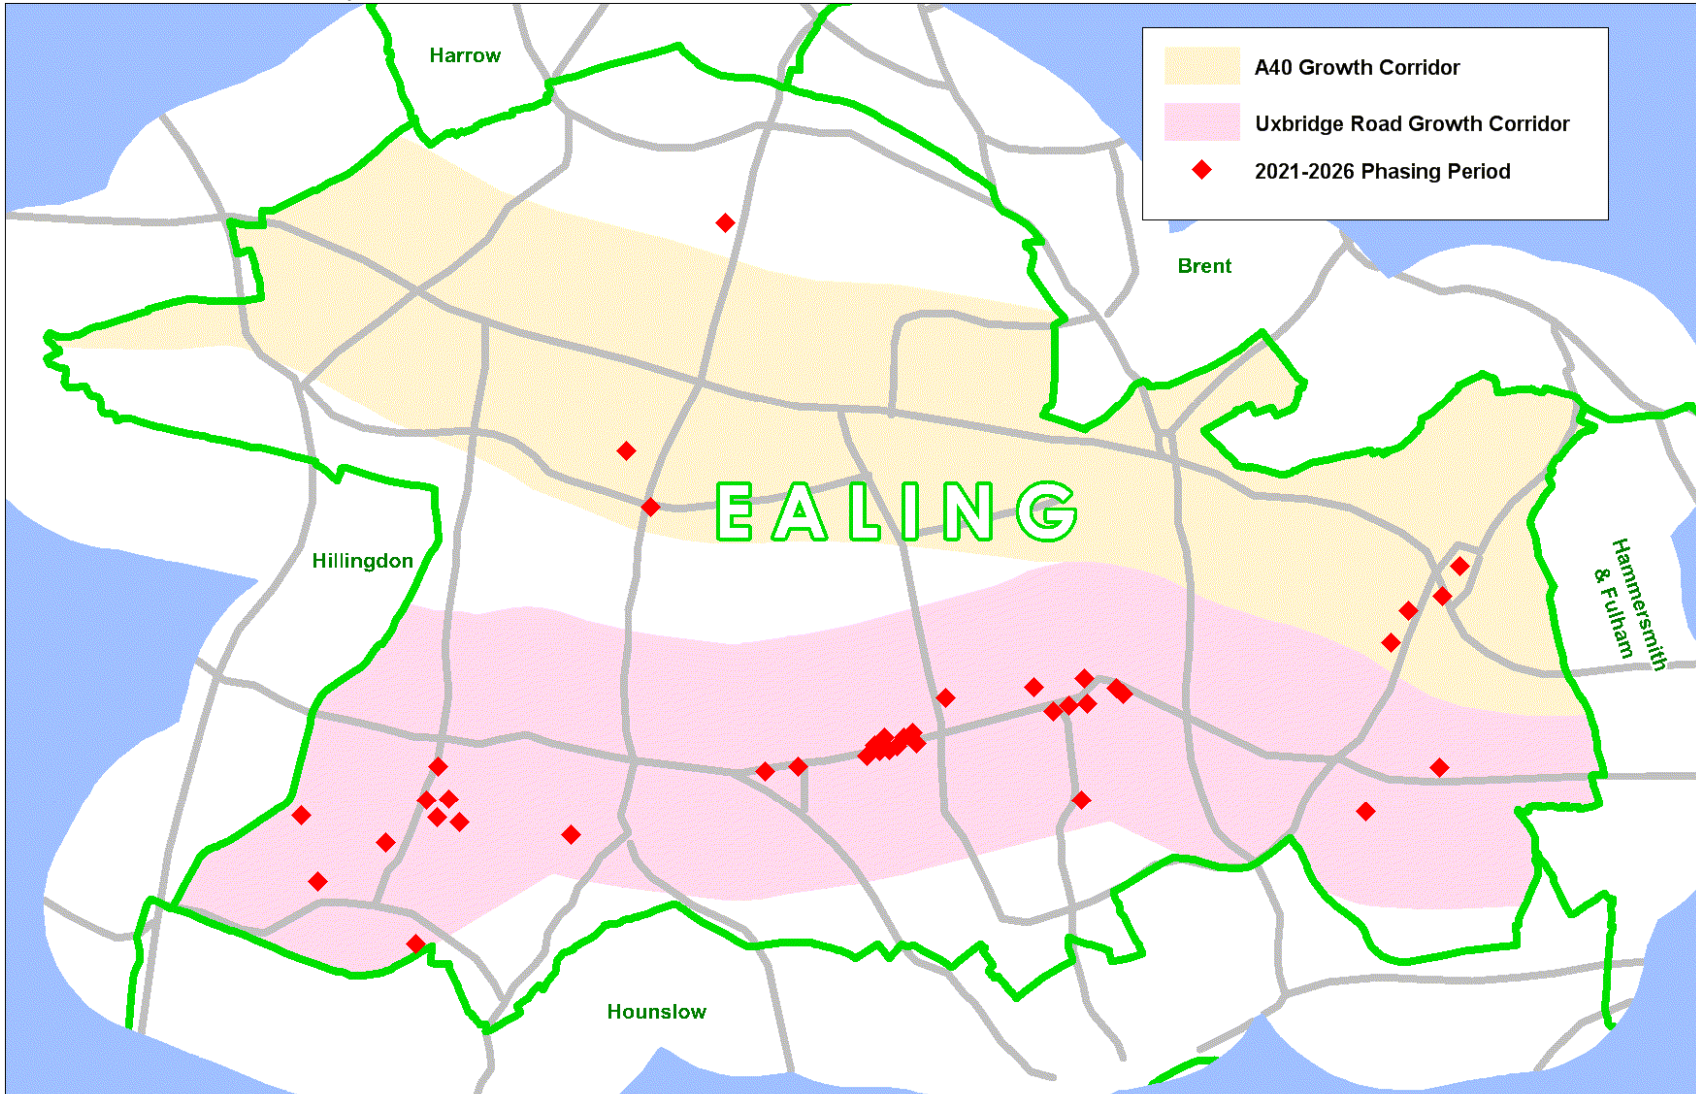 Harrow
A40 Growth Corridor
Uxbridge Road Growth Corridor
2021-2026 Phasing Period
Brent
EALING
Hillingdon
Hammersmith
& Fulham
Hounslow